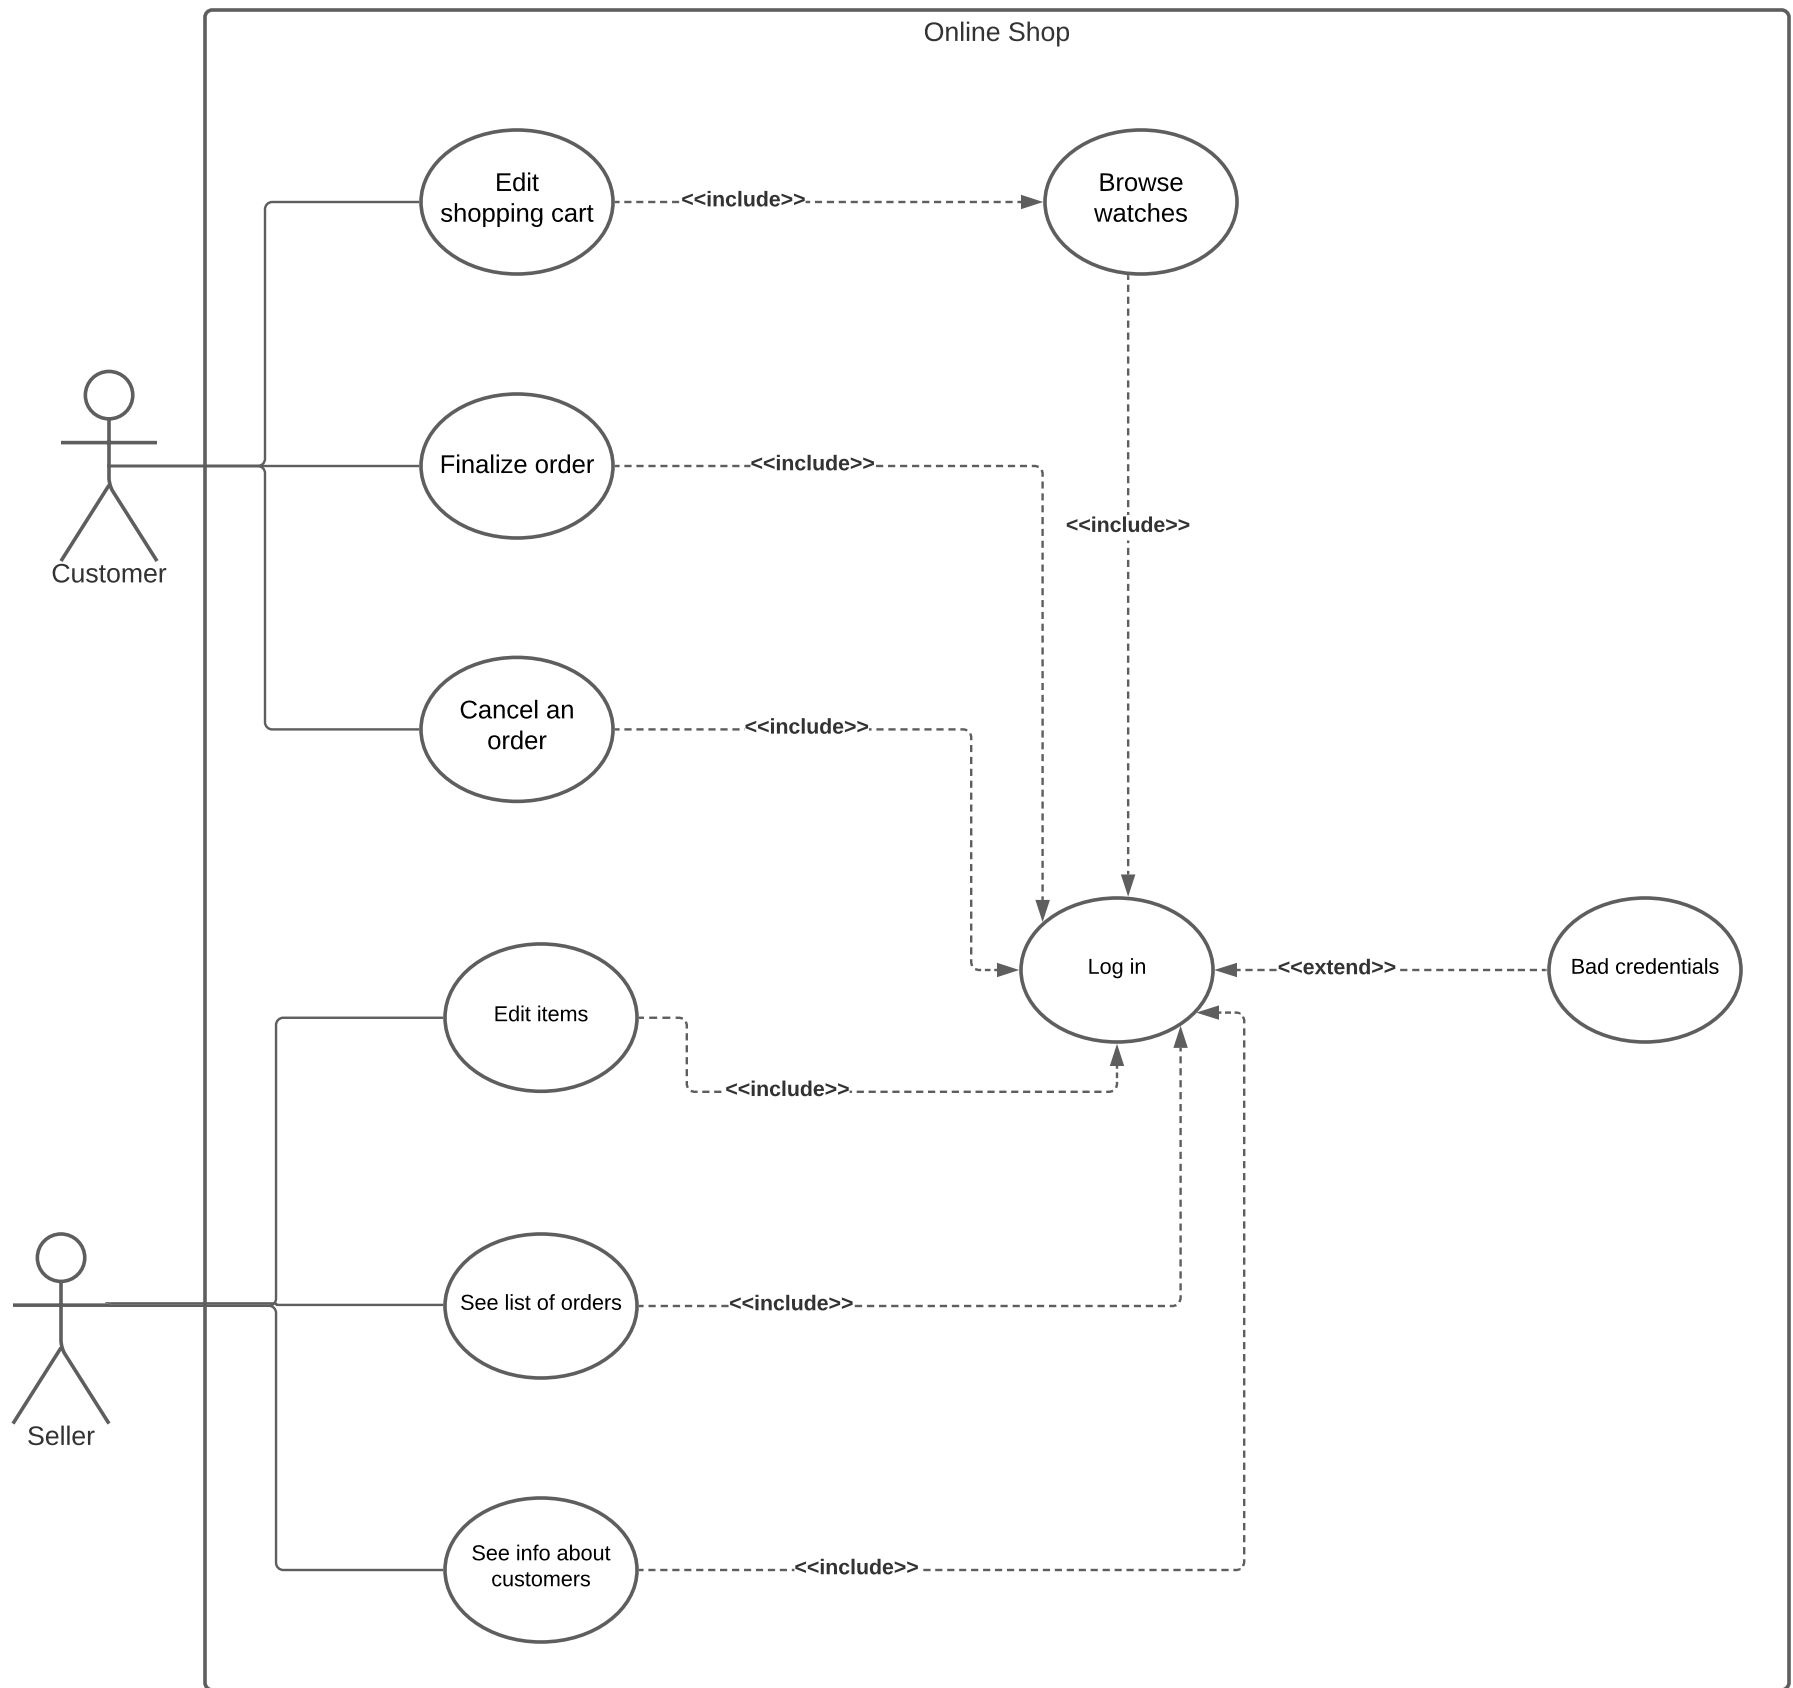 Online Shop
Edit
shopping cart
<<include>>
Browse
watches
Finalize order
<<include>>
<<include>>
Customer
Cancel an
order
<<include>>
Log in
<<extend>>
Bad credentials
Edit items
<<include>>
See list of orders
<<include>>
Seller
See info about
customers
<<include>>